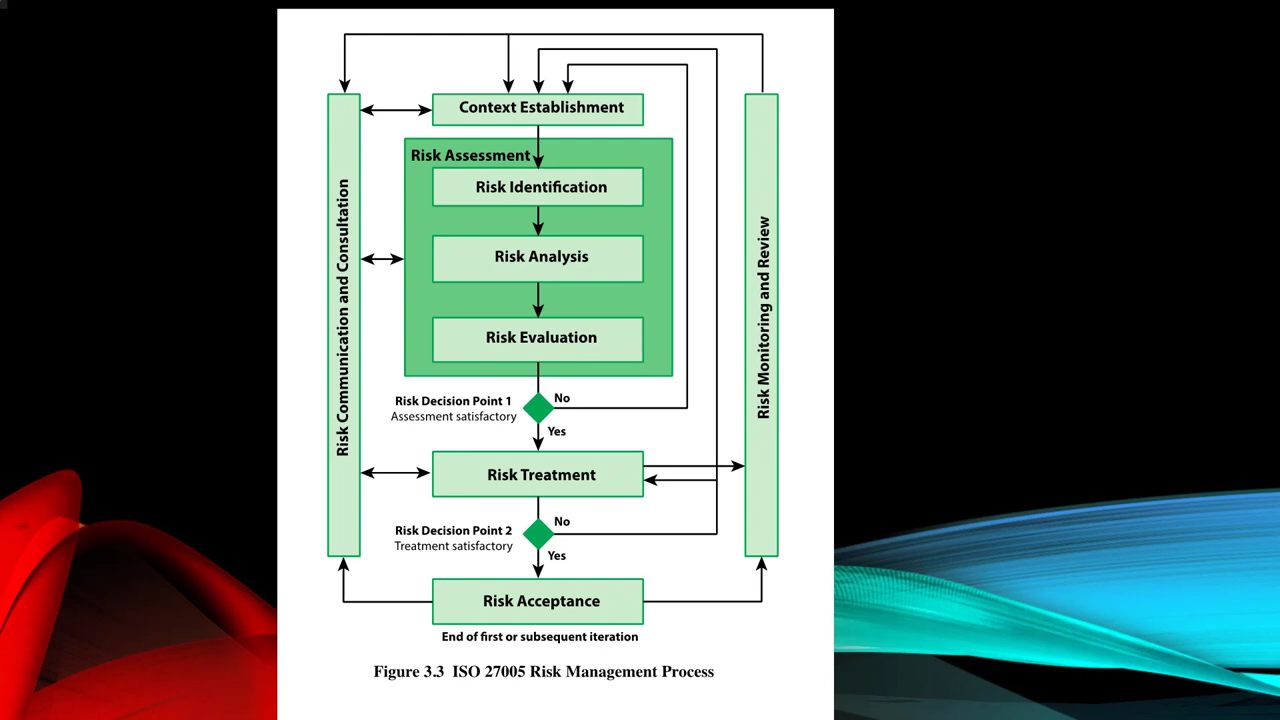 Context Establishment
Risk Assessment
Risk Identification
Risk Analysis
Risk Evaluation
Risk Communication and Consultation
Risk Monitoring and Review
Risk Decision Point 1
Assessment satisfactory
No
Yes
Risk Treatment
Risk Decision Point 2
Treatment satisfactory
No
Yes
Risk Acceptance
End of first or subsequent iteration
Figure 3.3 ISO 27005 Risk Management Process